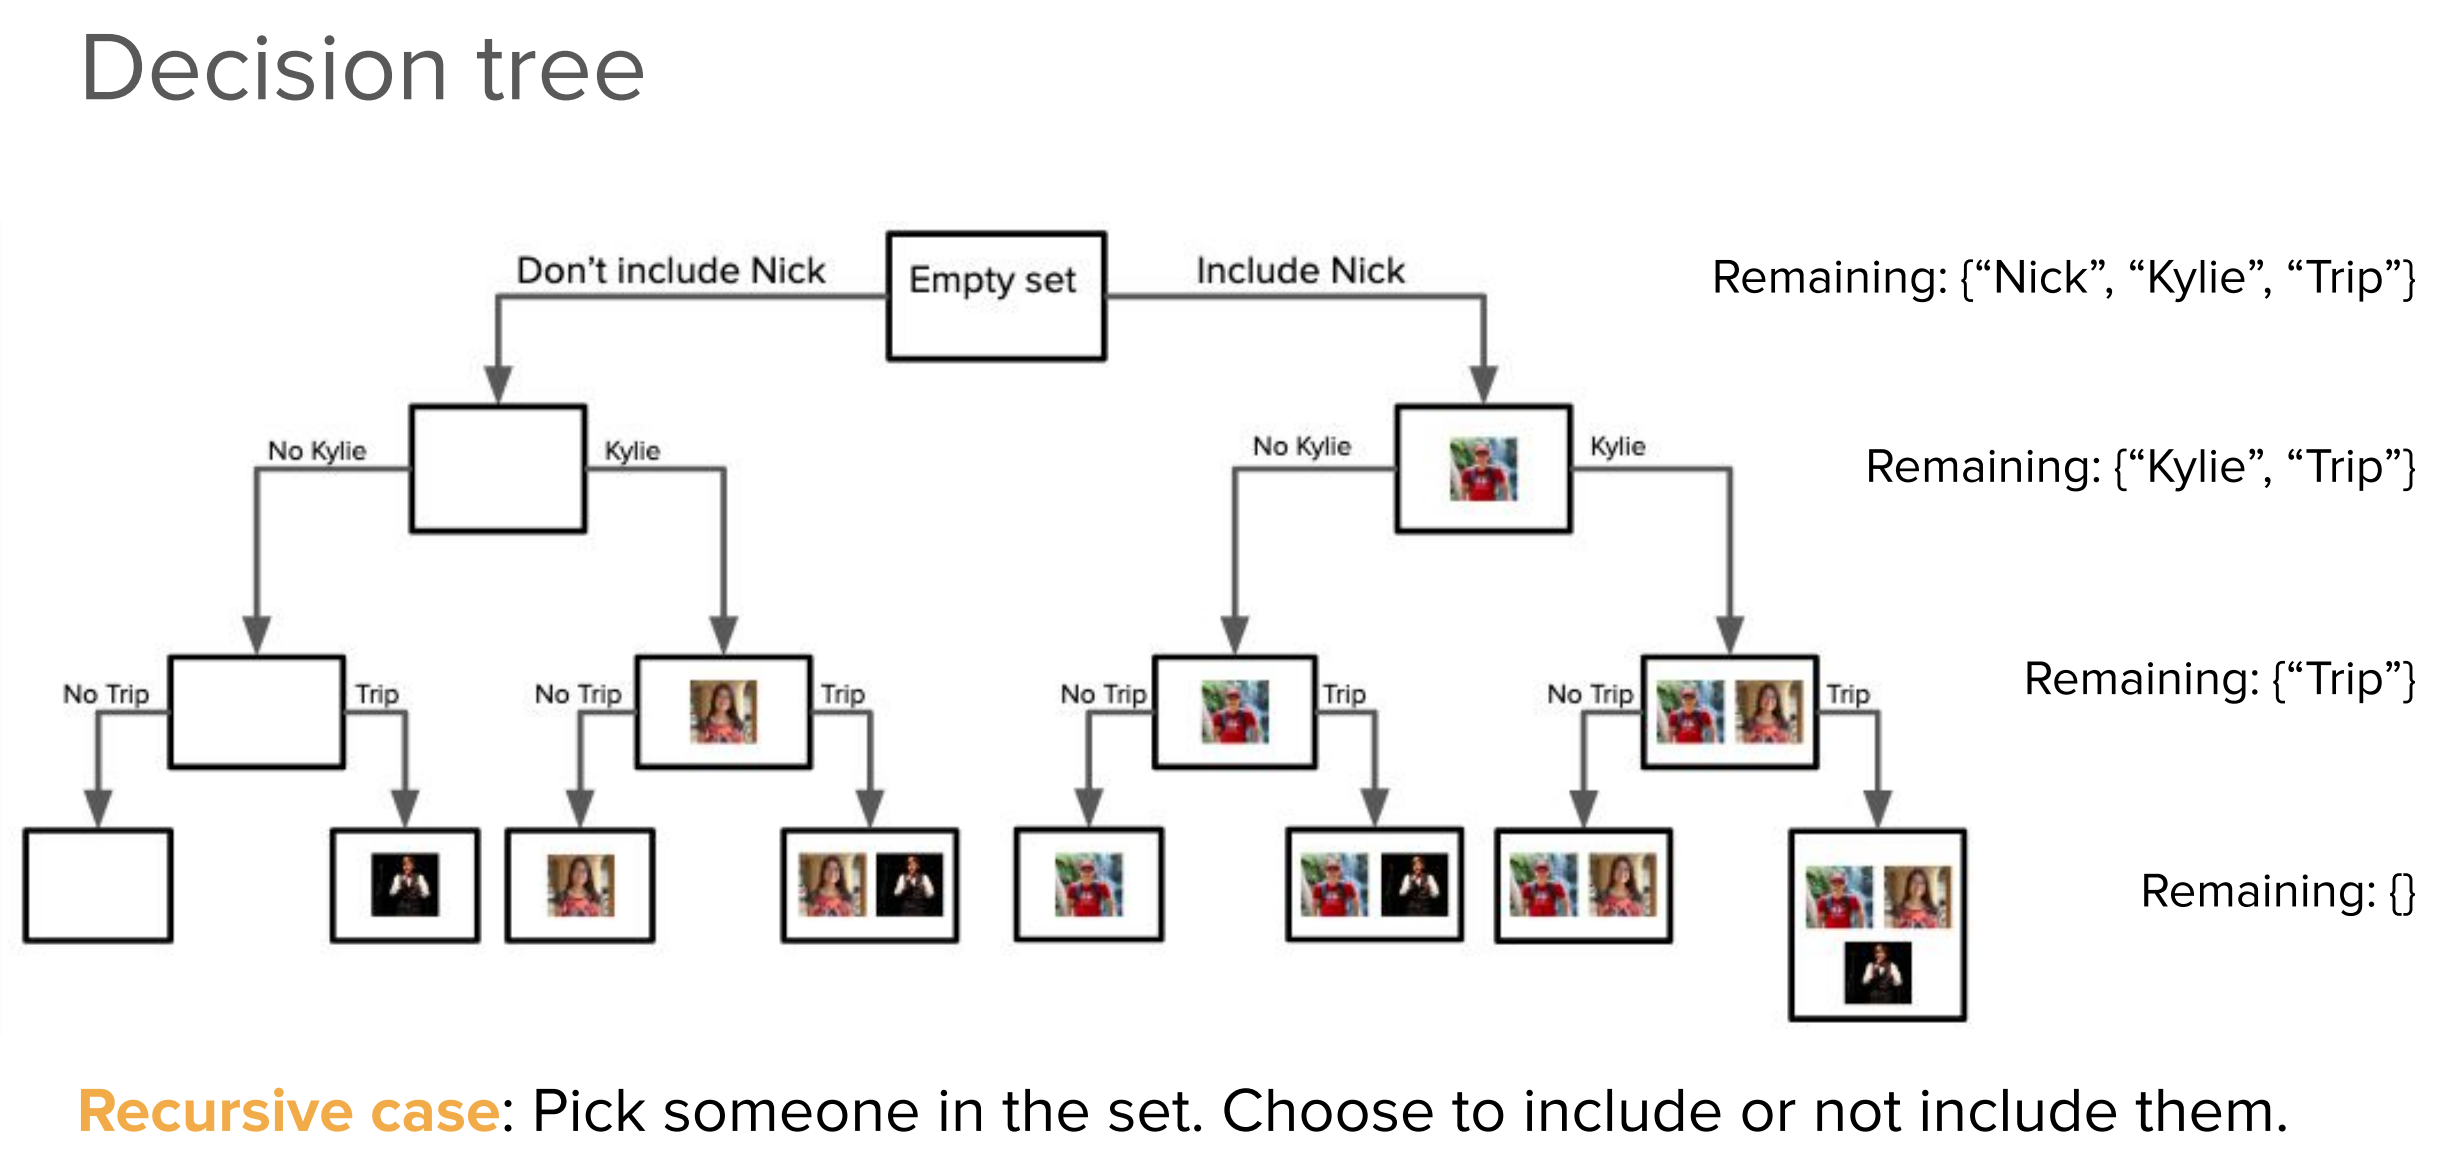 Decision tree
Don’t include Nick
Empty set
Include Nick
Remaining: {“Nick”, “Kylie”, “Trip”}
No Kylie
Kylie
No Kylie
Kylie
Remaining: {“Kylie”, “Trip”}
No Trip
Trip
No Trip
Trip
No Trip
Trip
No Trip
Trip
Remaining: {“Trip”}
Remaining: {}
Recursive case: Pick someone in the set. Choose to include or not include them.